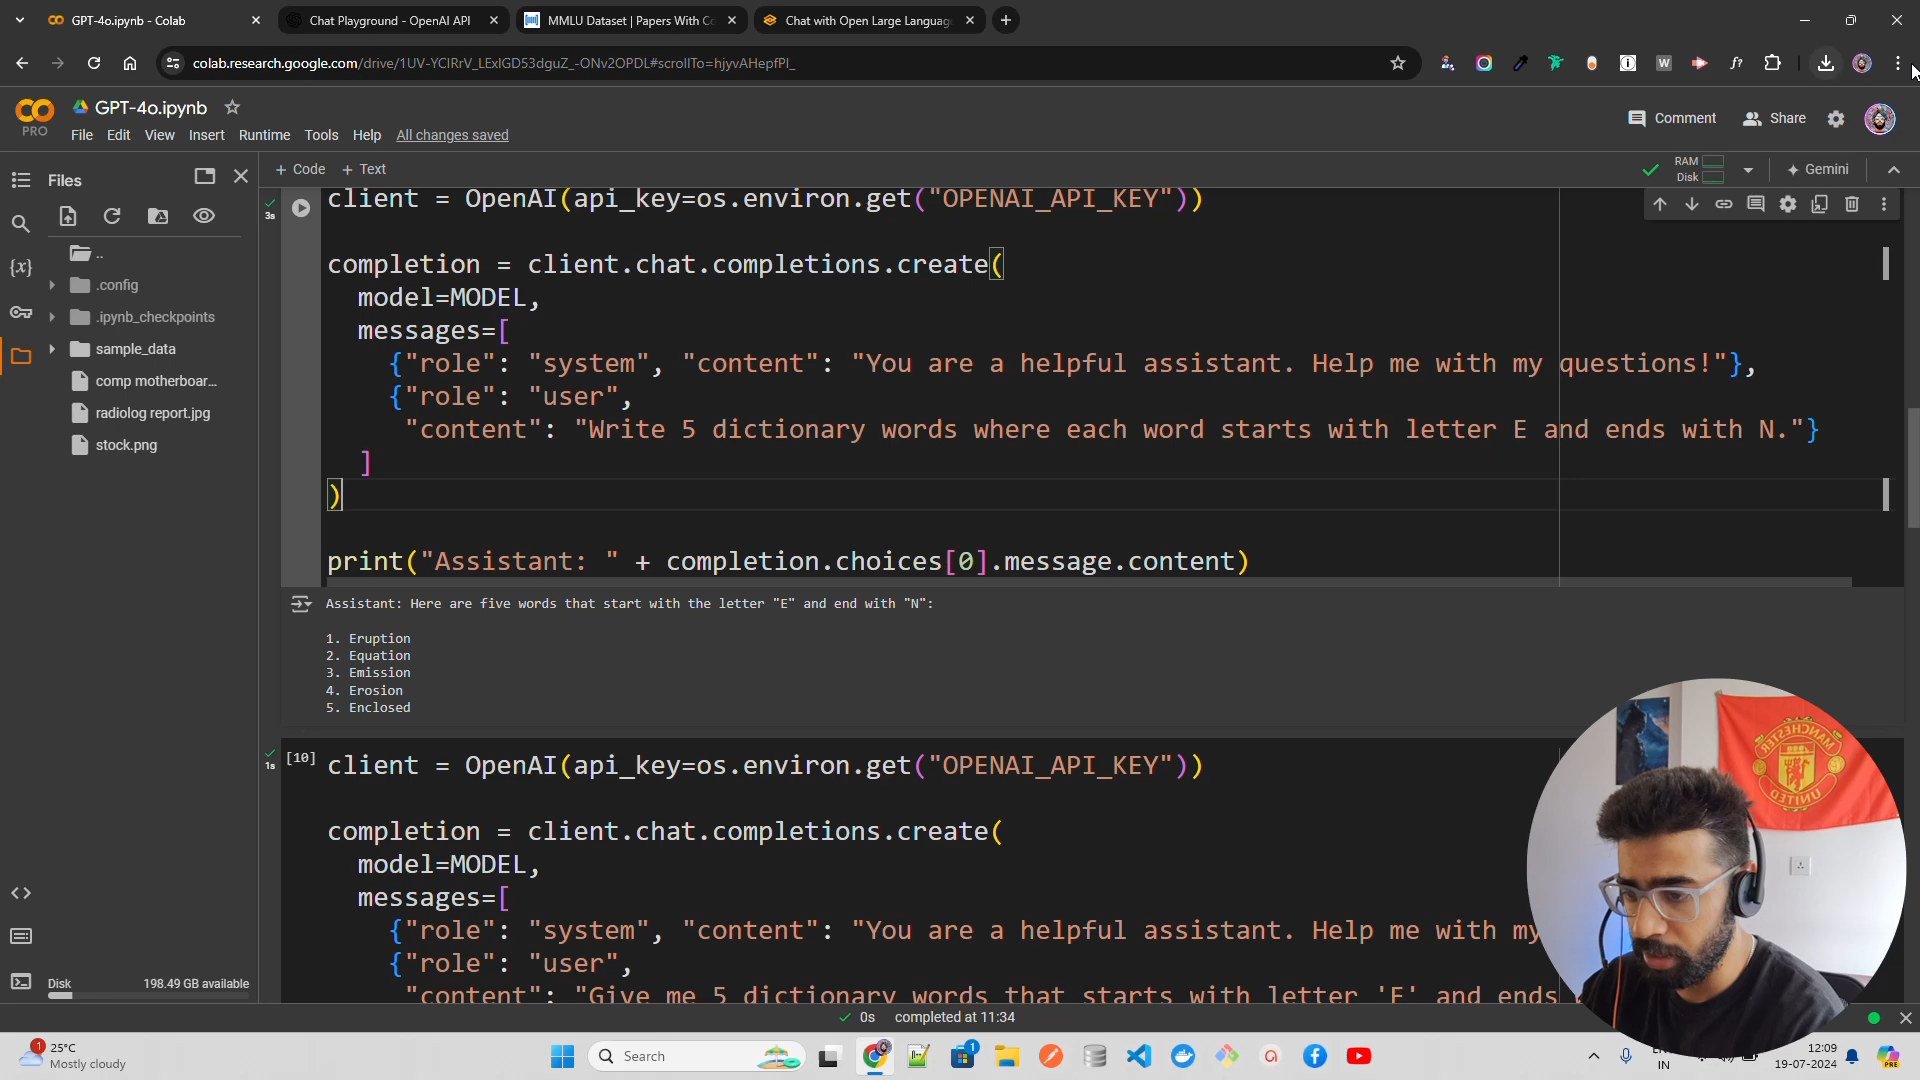 GPT-4o.ipynb - Colab
Chat Playground - OpenAI API
MMLU Dataset | Papers With Co
Chat with Open Large Languag
colab.research.google.com/drive/1UV-YClRrV_LExIGD53dguZ_-ONv2OPDL#scrollTo=hjyvAHepfPl_
PRO
GPT-4o.ipynb
File Edit View Insert Runtime Tools Help All changes saved
Comment Share
Files
+ Code + Text
RAM
Disk
Gemini
..
.config
.ipynb_checkpoints
sample_data
comp motherboar...
radiolog report.jpg
stock.png
Disk 198.49 GB available
3s
client = OpenAI(api_key=os.environ.get("OPENAI_API_KEY"))
completion = client.chat.completions.create(
model=MODEL,
messages=[
{"role": "system", "content": "You are a helpful assistant. Help me with my questions!"},
{"role": "user",
"content": "Write 5 dictionary words where each word starts with letter E and ends with N."}
]
)
print("Assistant: " + completion.choices[0].message.content)
Assistant: Here are five words that start with the letter "E" and end with "N":
1. Eruption
2. Equation
3. Emission
4. Erosion
5. Enclosed
1s
[10]
client = OpenAI(api_key=os.environ.get("OPENAI_API_KEY"))
completion = client.chat.completions.create(
model=MODEL,
messages=[
{"role": "system", "content": "You are a helpful assistant. Help me with my
{"role": "user",
"content": "Give me 5 dictionary words that starts with letter 'E' and ends
MANCHESTER
UNITED
0s completed at 11:34
1
25°C
Mostly cloudy
Search
1
IN
12:09
19-07-2024
PRE